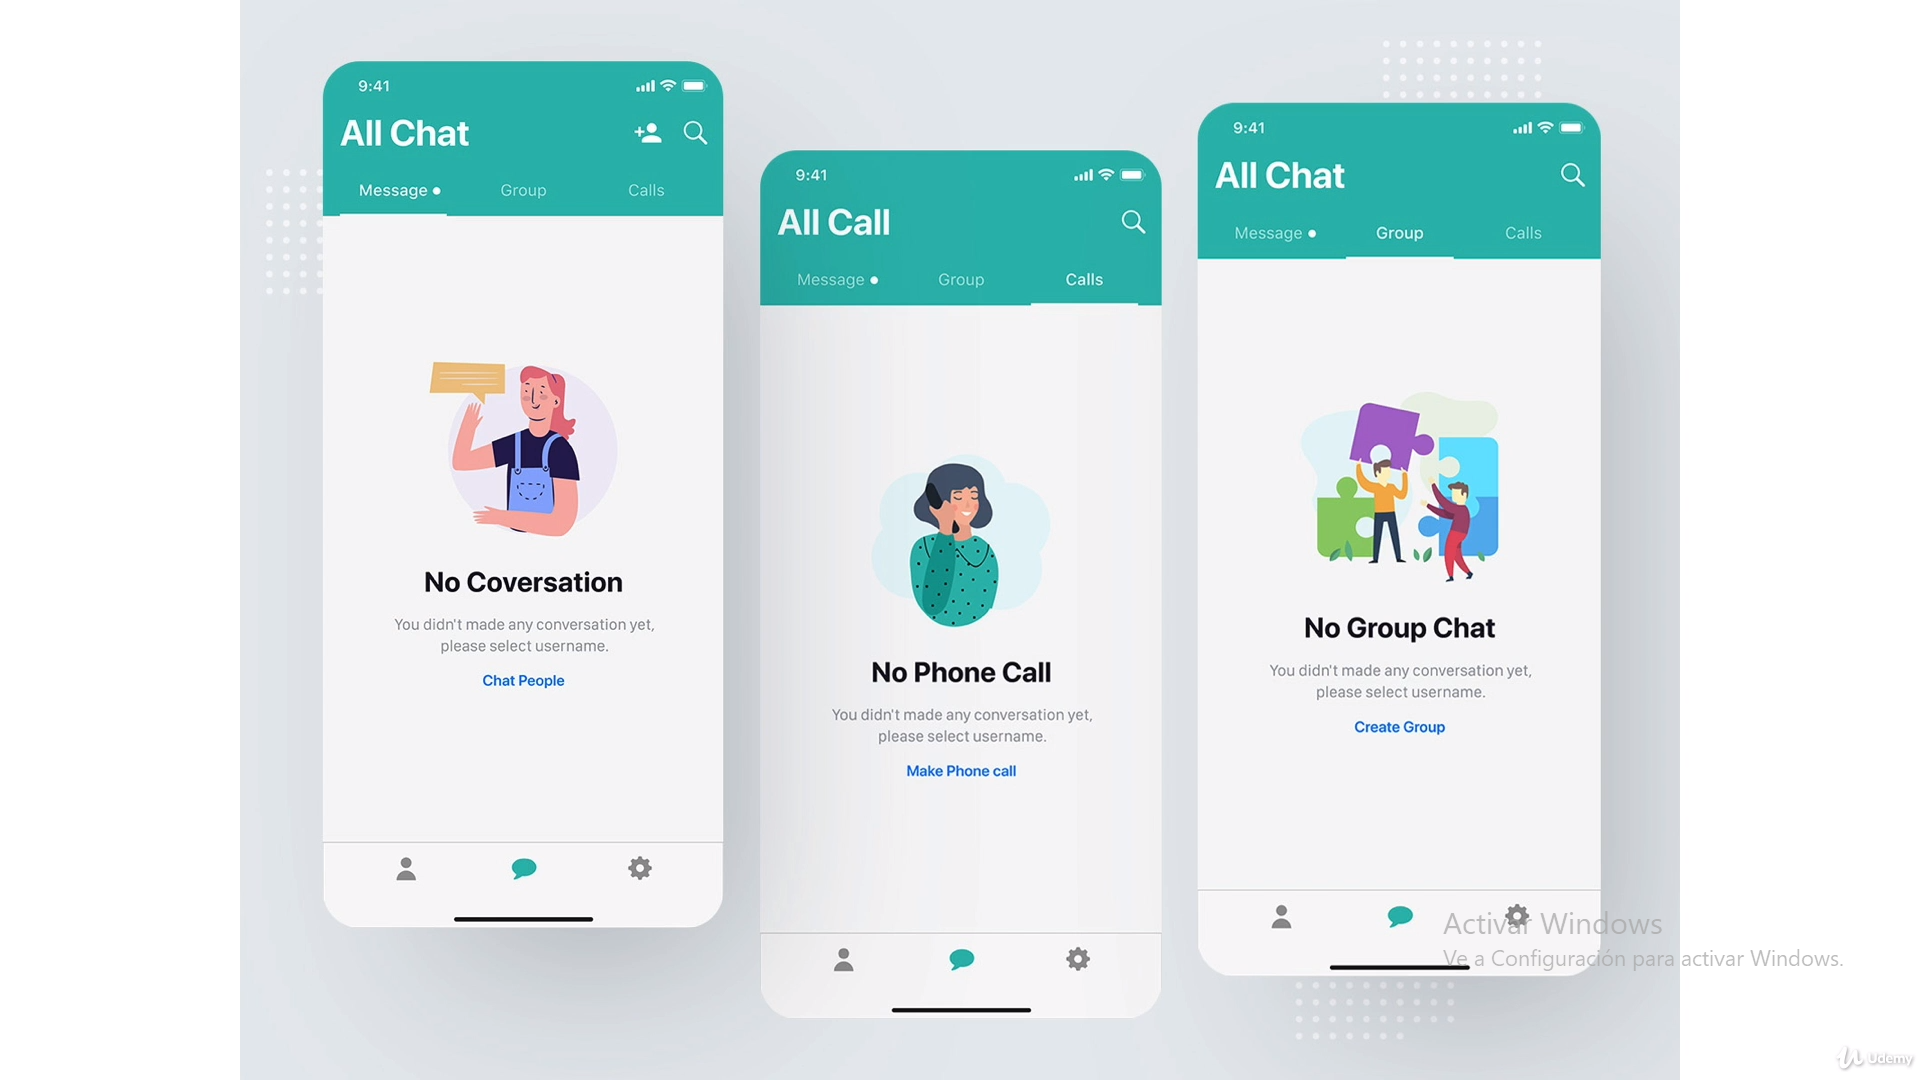 9:41
All Chat
Message
Group
Calls
No Coversation
You didn't made any conversation yet,
please select username.
Chat People
9:41
All Call
Message
Group
Calls
No Phone Call
You didn't made any conversation yet,
please select username.
Make Phone call
9:41
All Chat
Message
Group
Calls
No Group Chat
You didn't made any conversation yet,
please select username.
Create Group
Activar Windows
Ve a Configuración para activar Windows.
Udemy